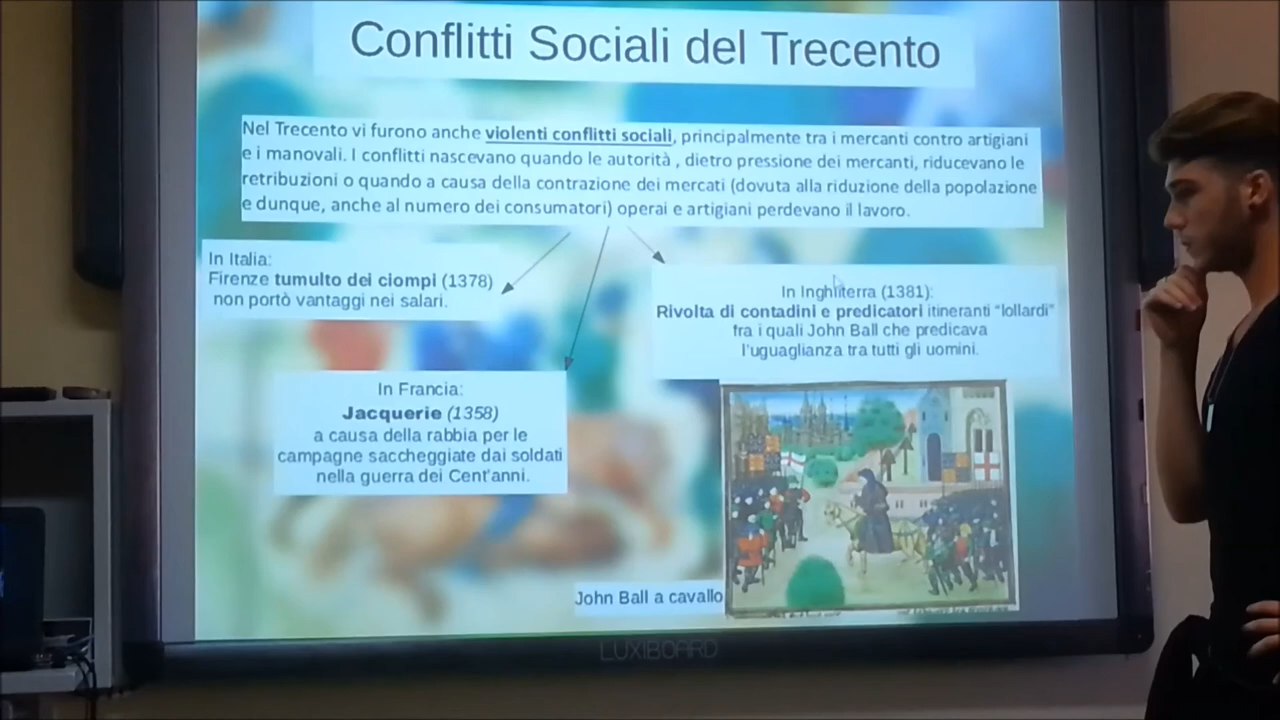 Conflitti Sociali del Trecento
Nel Trecento vi furono anche violenti conflitti sociali, principalmente tra i mercanti contro artigiani
e i manovali. I conflitti nascevano quando le autorità , dietro pressione dei mercanti, riducevano le
retribuzioni o quando a causa della contrazione dei mercati (dovuta alla riduzione della popolazione
e dunque, anche al numero dei consumatori) operai e artigiani perdevano il lavoro.
In Italia:
Firenze tumulto dei ciompi (1378)
non portò vantaggi nei salari.
In Francia:
Jacquerie (1358)
a causa della rabbia per le
campagne saccheggiate dai soldati
nella guerra dei Cent'anni.
In Inghilterra (1381):
Rivolta di contadini e predicatori itineranti "lollardi"
fra i quali John Ball che predicava
l'uguaglianza tra tutti gli uomini.
John Ball a cavallo
LUXIBOARD